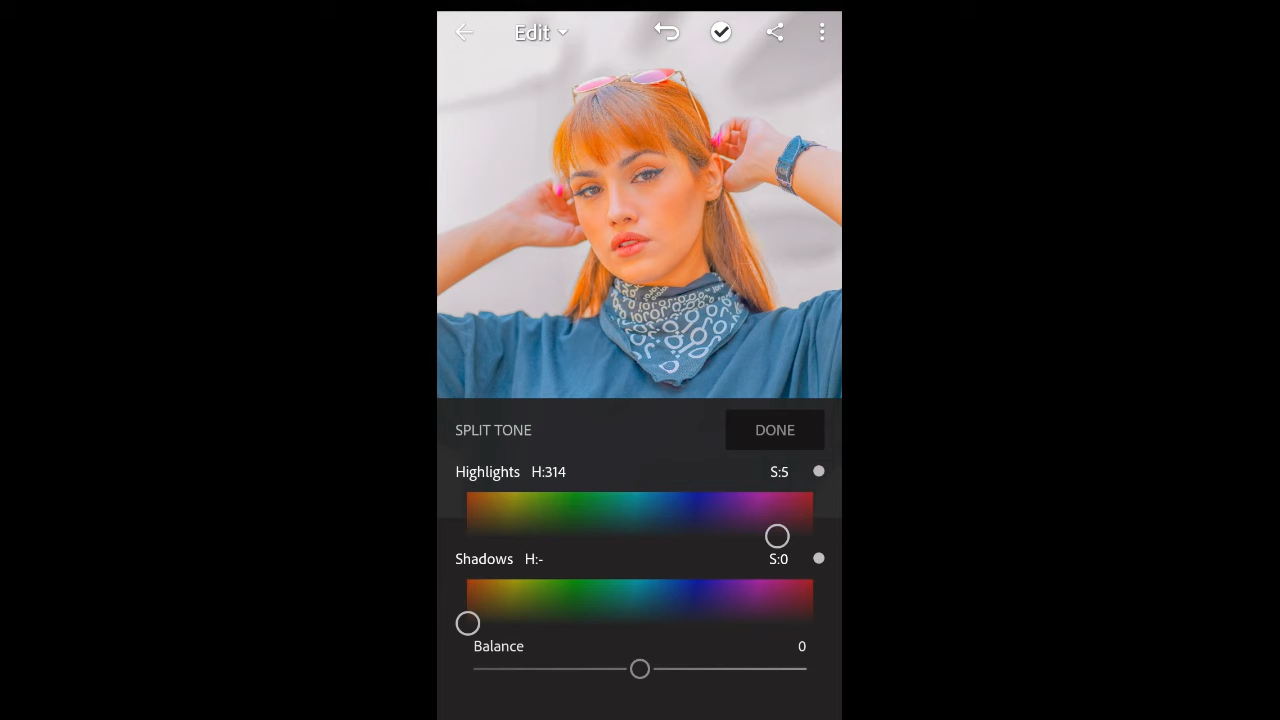 Edit
SPLIT TONE DONE
Highlights H:314 S:5
Shadows H:- S:0
Balance 0